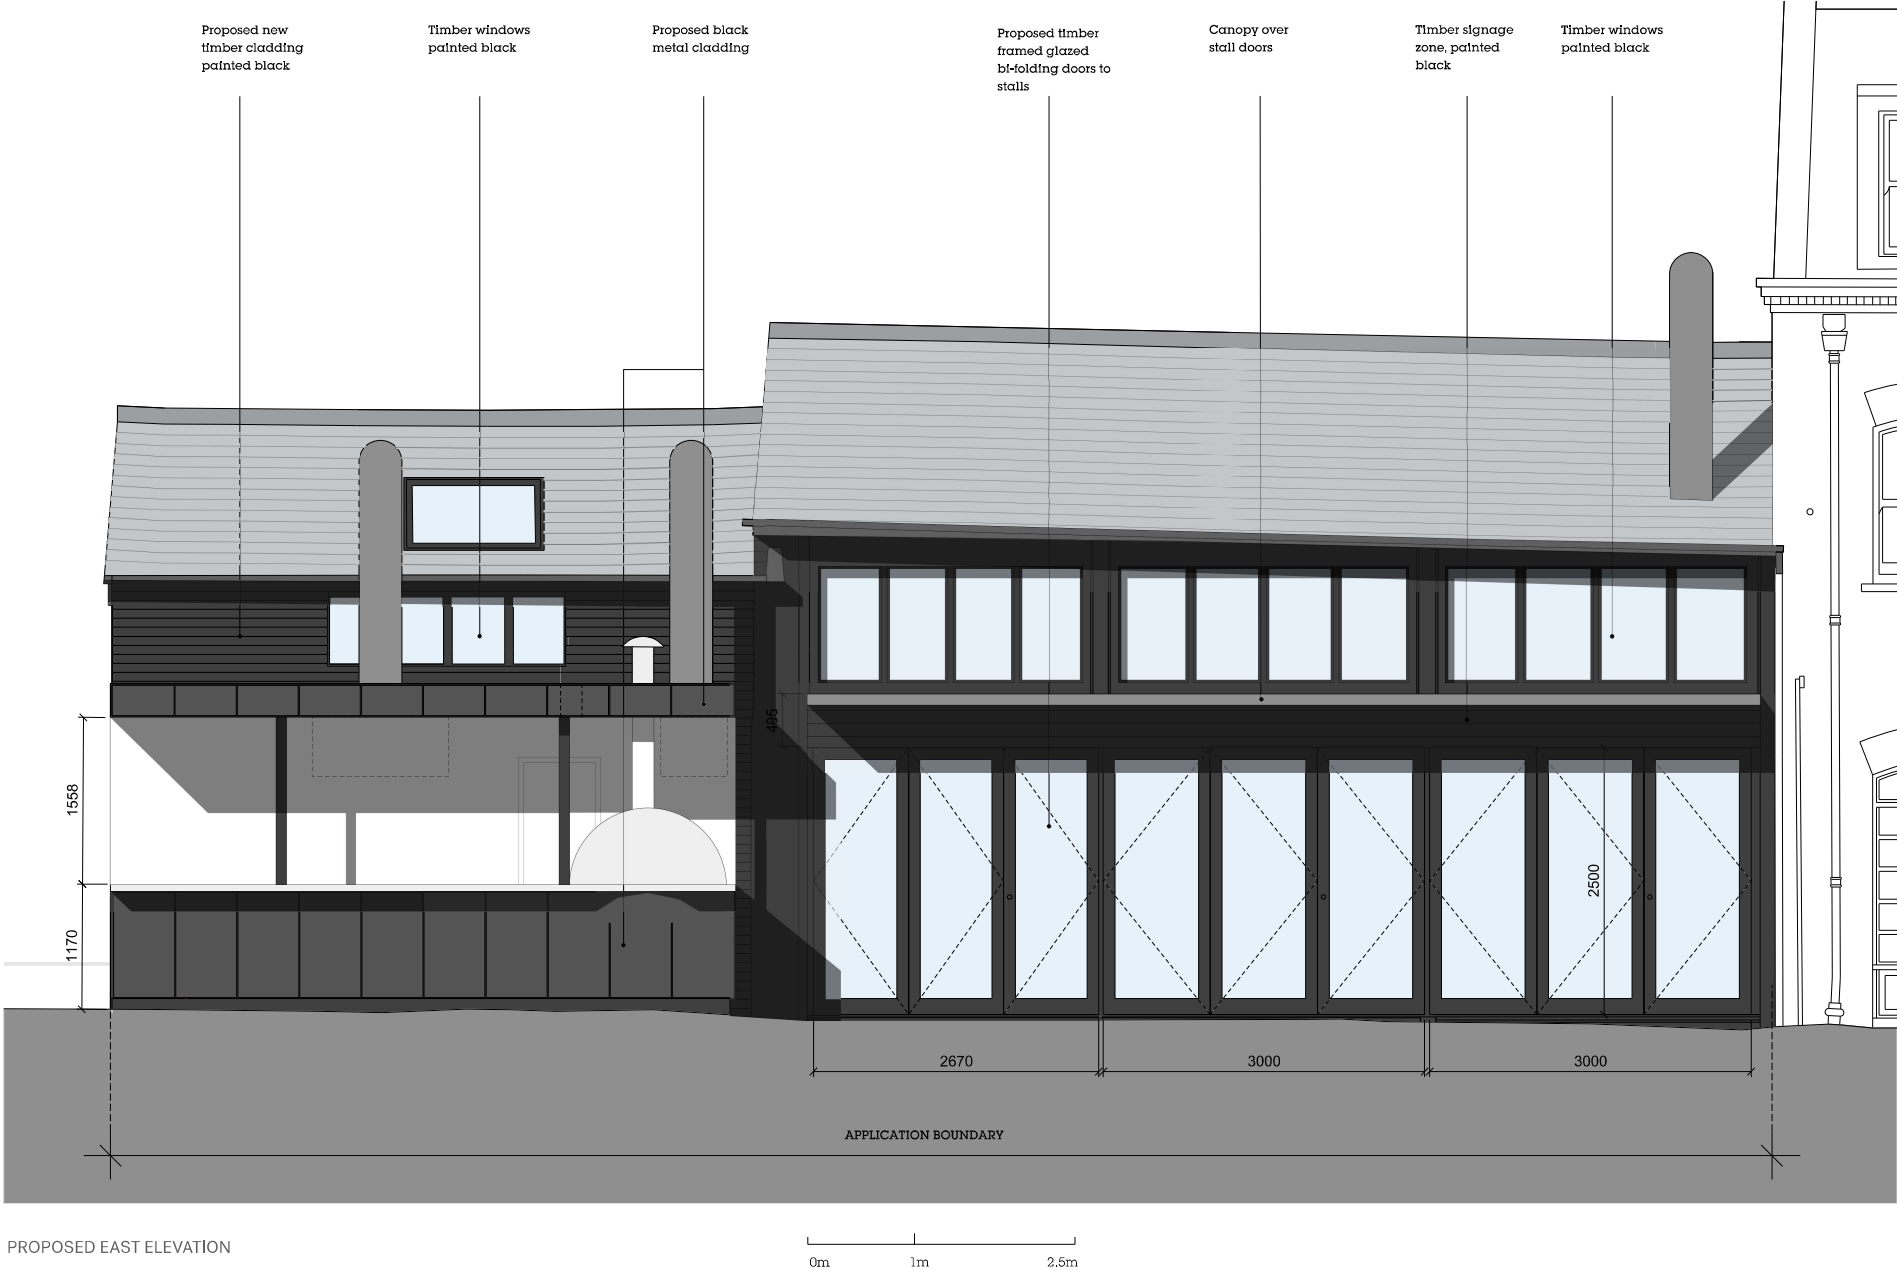 Proposed new
timber cladding
painted black
Timber windows
painted black
Proposed black
metal cladding
Proposed timber
framed glazed
bi-folding doors to
stalls
Canopy over
stall doors
Timber signage
zone, painted
black
Timber windows
painted black
495
1558
1170
2500
2670
3000
3000
APPLICATION BOUNDARY
PROPOSED EAST ELEVATION
0m
1m
2.5m